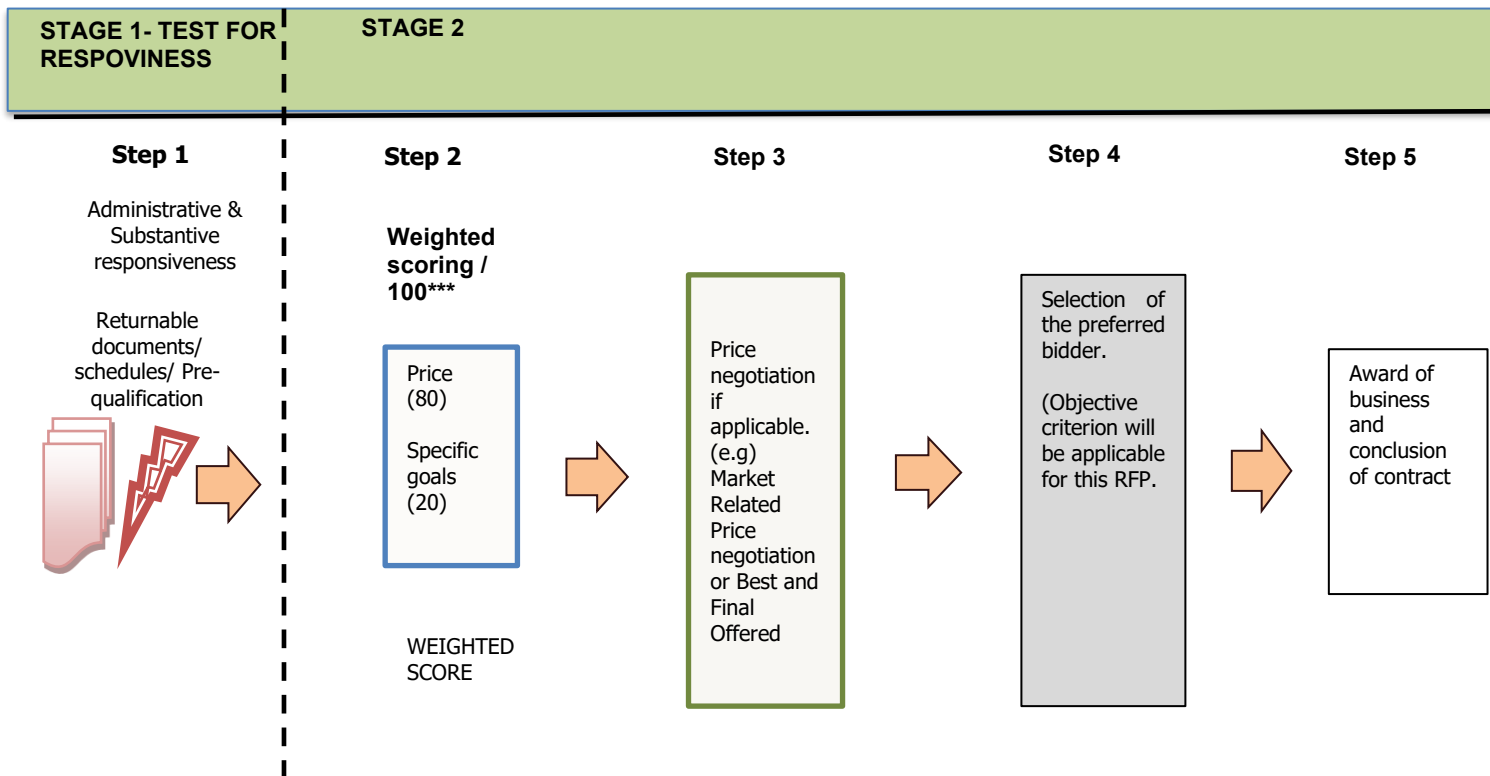 STAGE 1- TEST FOR
RESPOVINESS
STAGE 2
Step 1
Step 2
Step 3
Step 4
Step 5
Administrative &
Substantive
responsiveness
Returnable
documents/
schedules/ Pre-
qualification
Weighted
scoring /
100***
Price
(80)
Specific
goals
(20)
WEIGHTED
SCORE
Price
negotiation
if
applicable.
(e.g)
Market
Related
Price
negotiation
or Best and
Final
Offered
Selection of
the preferred
bidder.
(Objective
criterion will
be applicable
for this RFP.
Award of
business
and
conclusion
of contract